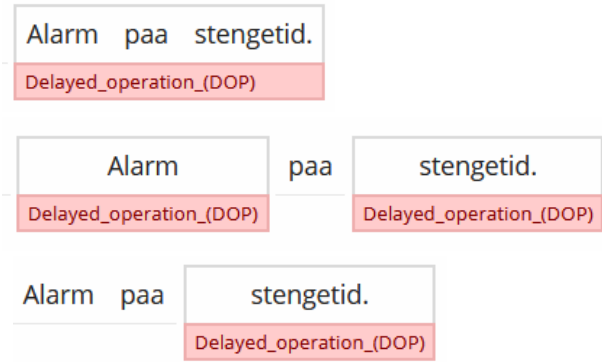 Alarm paa stengetid.
Delayed_operation_(DOP)
Alarm paa stengetid.
Delayed_operation_(DOP) Delayed_operation_(DOP)
Alarm paa stengetid.
Delayed_operation_(DOP)